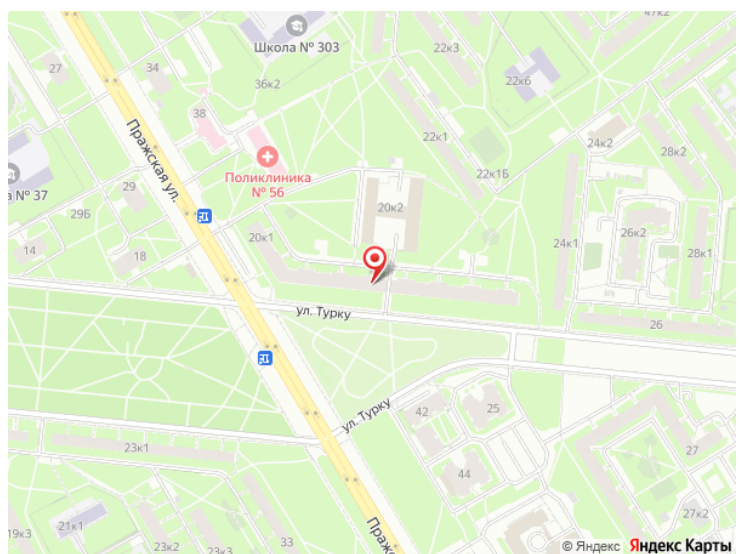 47к2
22к3
Школа № 303
27
34
36к2
22к6
38
22к1
24к2
28к2
Пражская ул.
Поликлиника
№ 56
22к1Б
а № 37
29
29Б
20к2
26к2
20к1
24к1
28к1
14
18
ул. Турку
26
ул. Турку
42
25
23к1
27
44
21к1
19к3
23к2
33
27к2
Пражс
© Яндекс Яндекс Карты